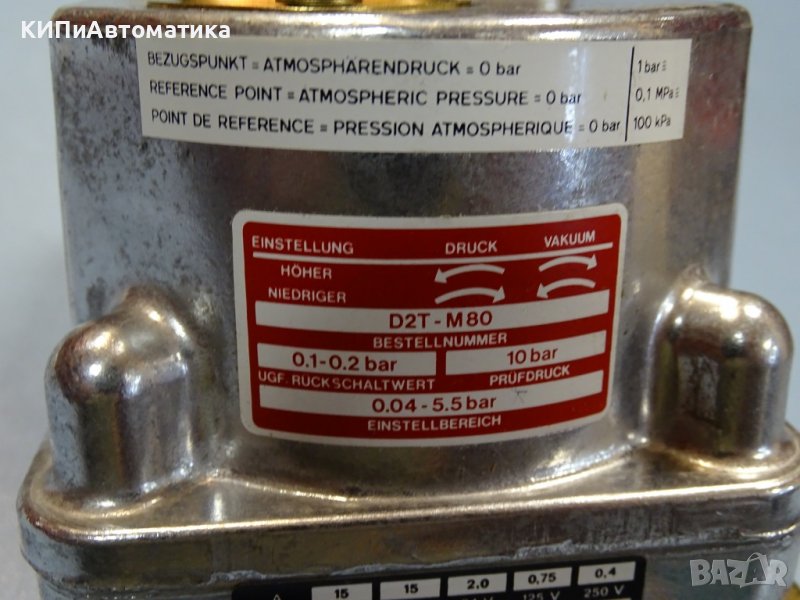 КИПиАвтоматика
BEZUGSPUNKT = ATMOSPHÄRENDRUCK = 0 bar
REFERENCE POINT = ATMOSPHERIC PRESSURE = 0 bar
POINT DE REFERENCE = PRESSION ATMOSPHERIQUE = 0 bar
1 bar ≙
0,1 MPa ≙
100 kPa
EINSTELLUNG DRUCK VAKUUM
HÖHER
NIEDRIGER
D2T-M80
BESTELLNUMMER
0.1-0.2 bar 10 bar
UGF. RÜCKSCHALTWERT PRÜFDRUCK
0.04-5.5 bar
EINSTELLBEREICH
A 15 15 2.0 0,75 0,4
V 125 V 250 V
BAZAR.bg